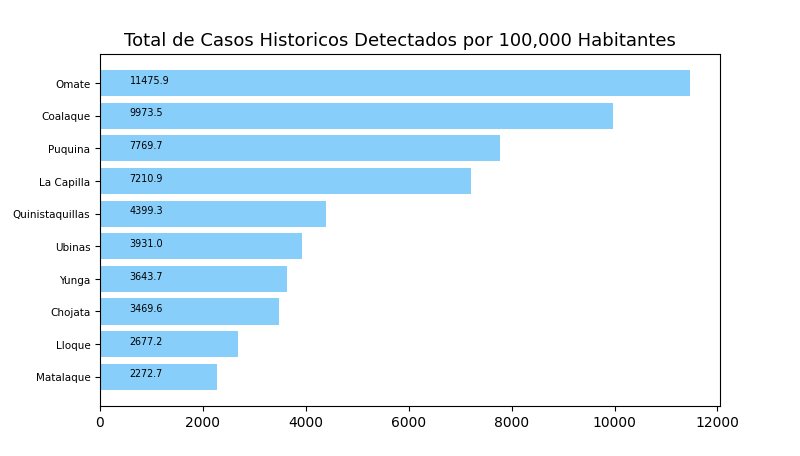 Total de Casos Historicos Detectados por 100,000 Habitantes
Omate 11475.9
Coalaque 9973.5
Puquina 7769.7
La Capilla 7210.9
Quinistaquillas 4399.3
Ubinas 3931.0
Yunga 3643.7
Chojata 3469.6
Lloque 2677.2
Matalaque 2272.7
0 2000 4000 6000 8000 10000 12000